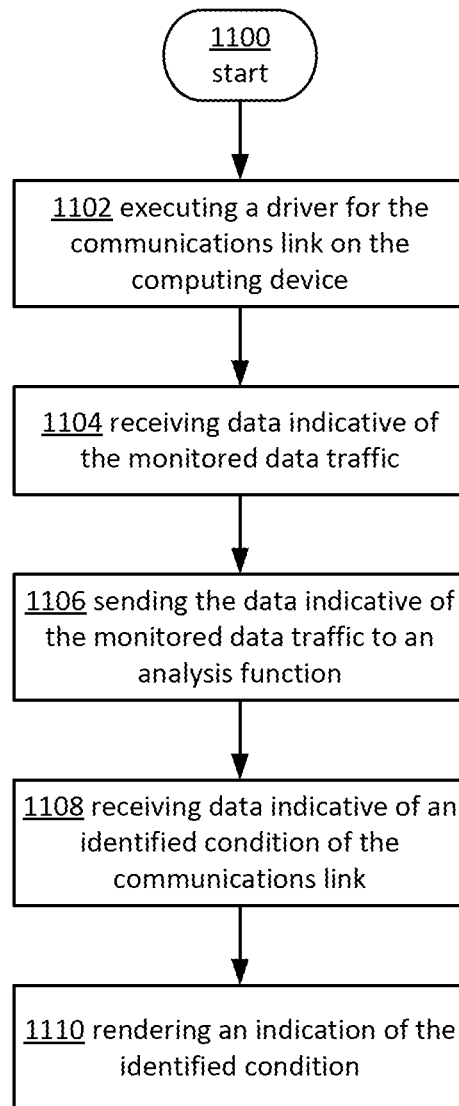 1100
start
1102 executing a driver for the
communications link on the
computing device
1104 receiving data indicative of
the monitored data traffic
1106 sending the data indicative of
the monitored data traffic to an
analysis function
1108 receiving data indicative of an
identified condition of the
communications link
1110 rendering an indication of the
identified condition